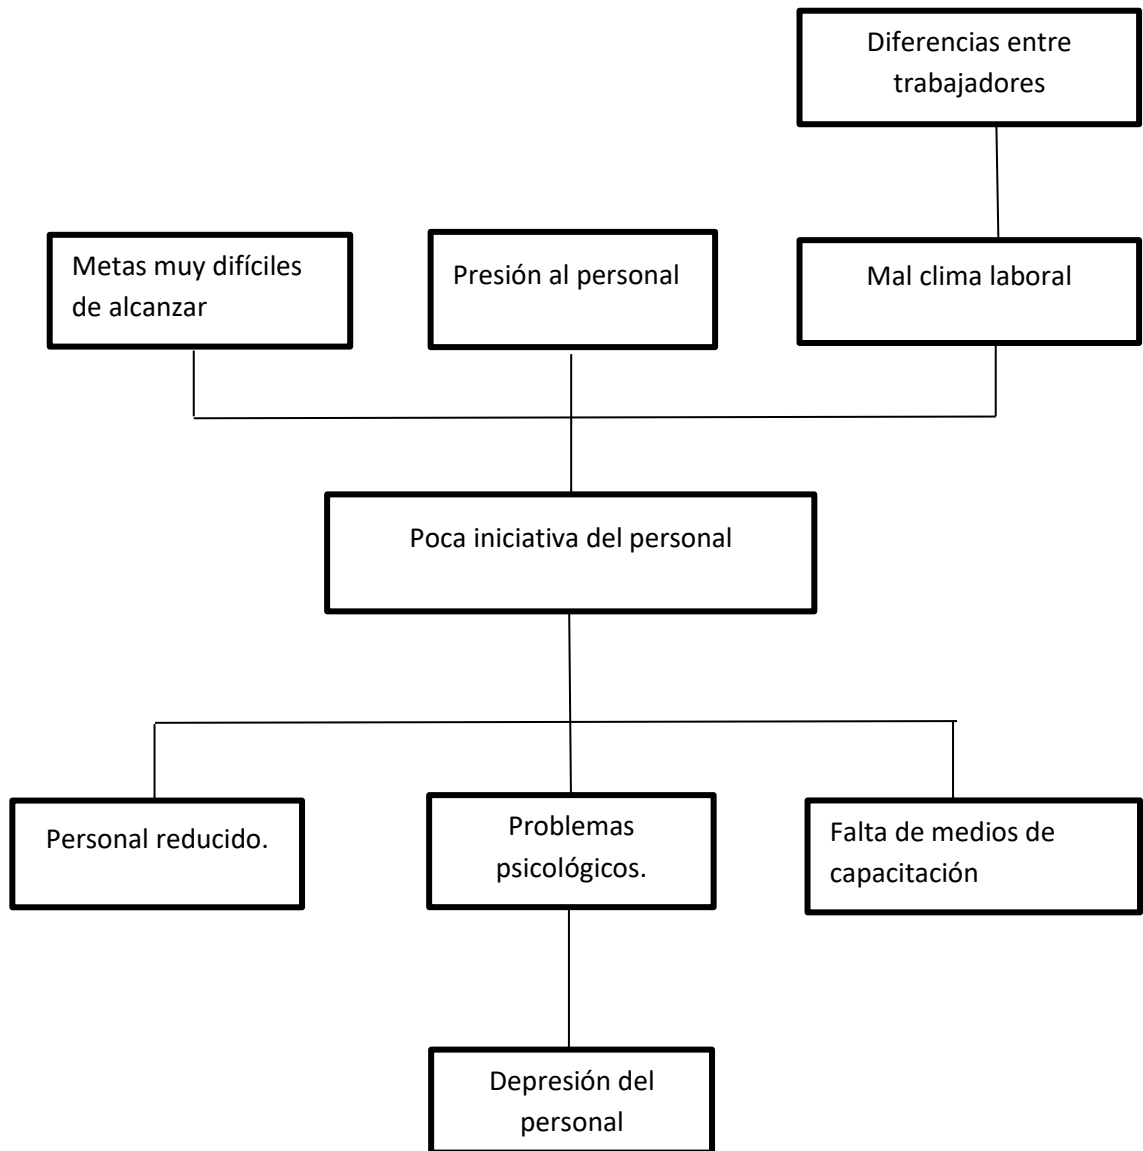 Diferencias entre
trabajadores
Metas muy difíciles
de alcanzar
Presión al personal
Mal clima laboral
Poca iniciativa del personal
Personal reducido.
Problemas
psicológicos.
Falta de medios de
capacitación
Depresión del
personal